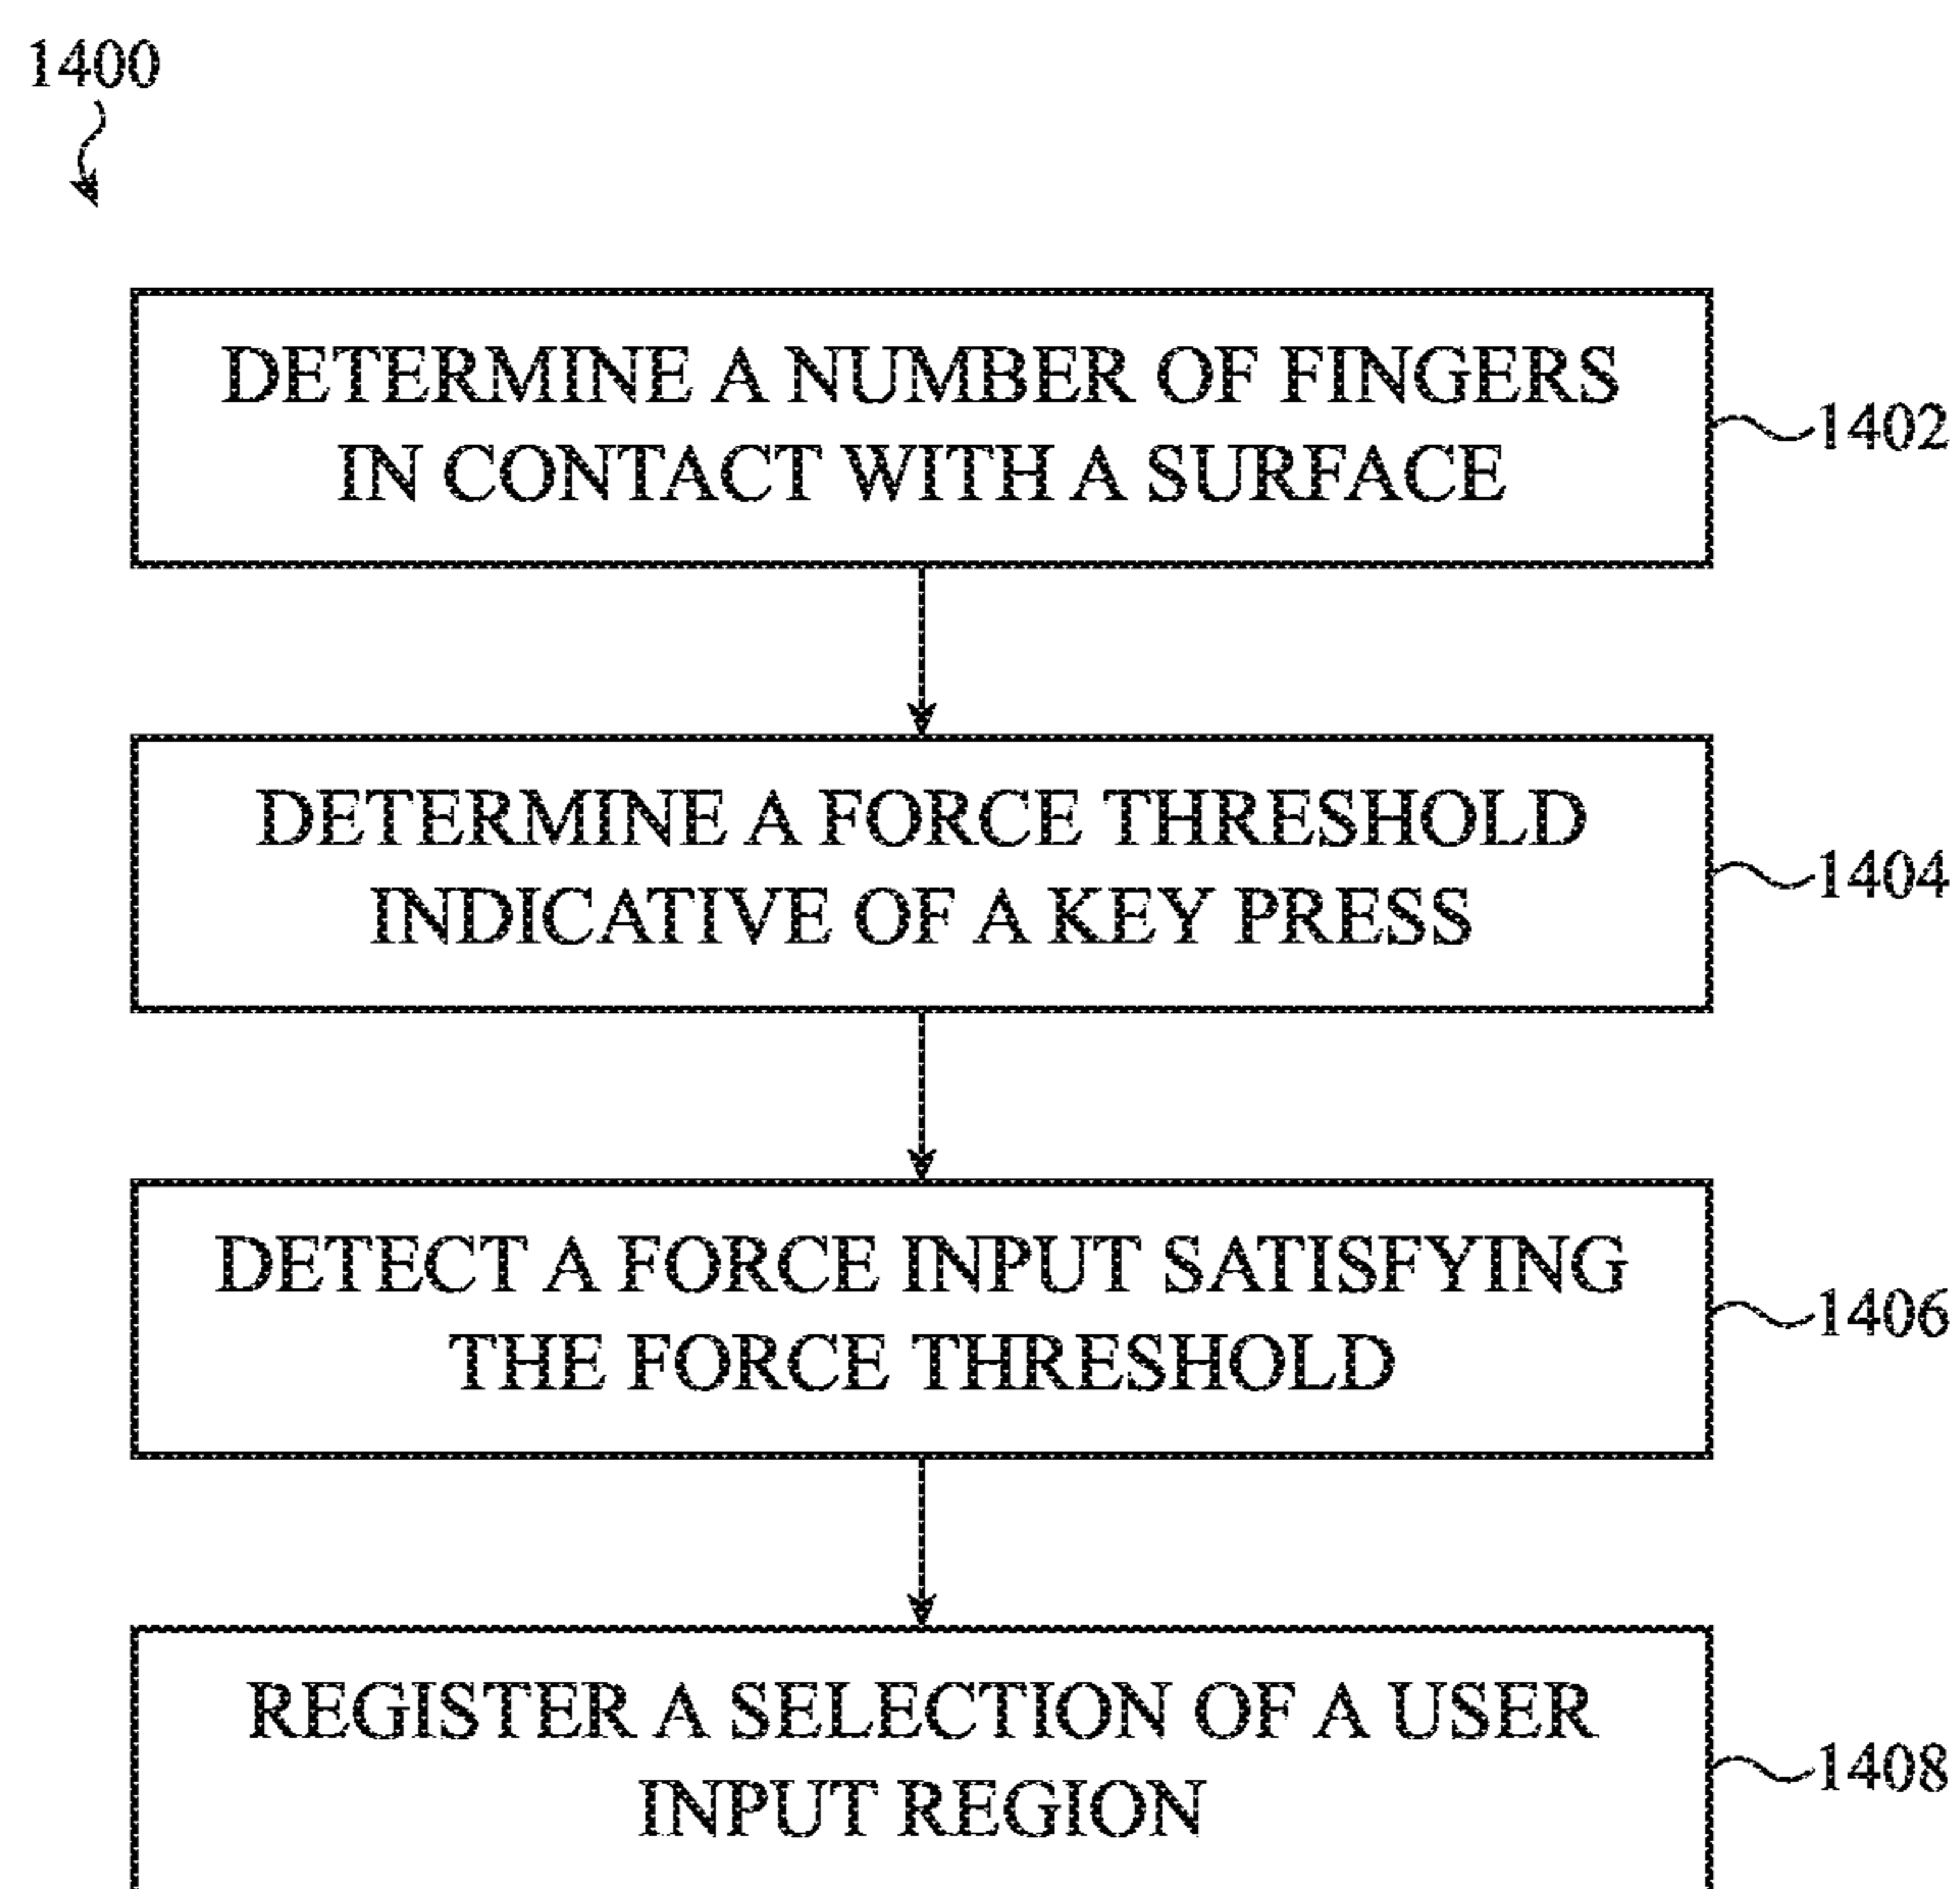 1400
DETERMINE A NUMBER OF FINGERS
IN CONTACT WITH A SURFACE
1402
DETERMINE A FORCE THRESHOLD
INDICATIVE OF A KEY PRESS
1404
DETECT A FORCE INPUT SATISFYING
THE FORCE THRESHOLD
1406
REGISTER A SELECTION OF A USER
INPUT REGION
1408